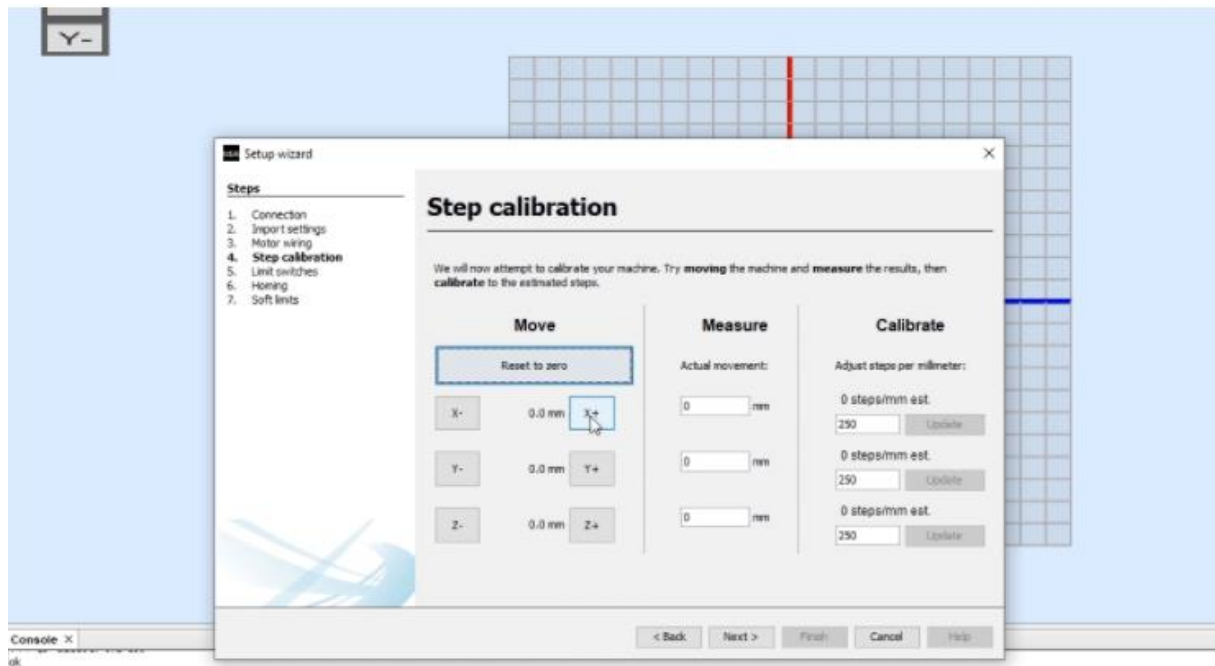 Y-
Setup wizard
Steps
1. Connection
2. Import settings
3. Motor wiring
4. Step calibration
5. Limit switches
6. Homing
7. Soft limits
Step calibration
We will now attempt to calibrate your machine. Try moving the machine and measure the results, then
calibrate to the estimated steps.
Move
Reset to zero
X- 0.0 mm X+
Y- 0.0 mm Y+
Z- 0.0 mm Z+
Measure
Actual movement:
0 mm
0 mm
0 mm
Calibrate
Adjust steps per millimeter:
0 steps/mm est.
250 Update
0 steps/mm est.
250 Update
0 steps/mm est.
250 Update
< Back Next > Finish Cancel Help
Console ×
ok